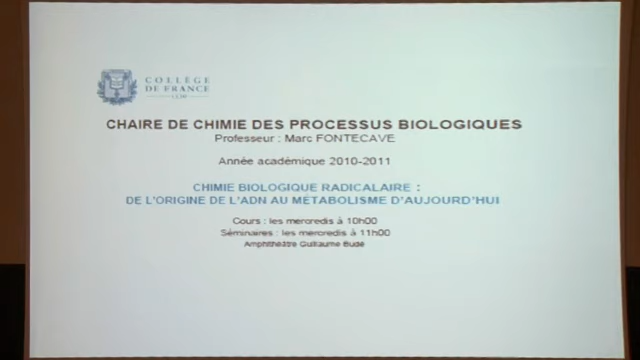 COLLÈGE
DE FRANCE
CHAIRE DE CHIMIE DES PROCESSUS BIOLOGIQUES
Professeur : Marc FONTECAVE
Année académique 2010-2011
CHIMIE BIOLOGIQUE RADICALAIRE :
DE L'ORIGINE DE L'ADN AU MÉTABOLISME D'AUJOURD'HUI
Cours : les mercredis à 10h00
Séminaires : les mercredis à 11h00
Amphithéâtre Guillaume Budé